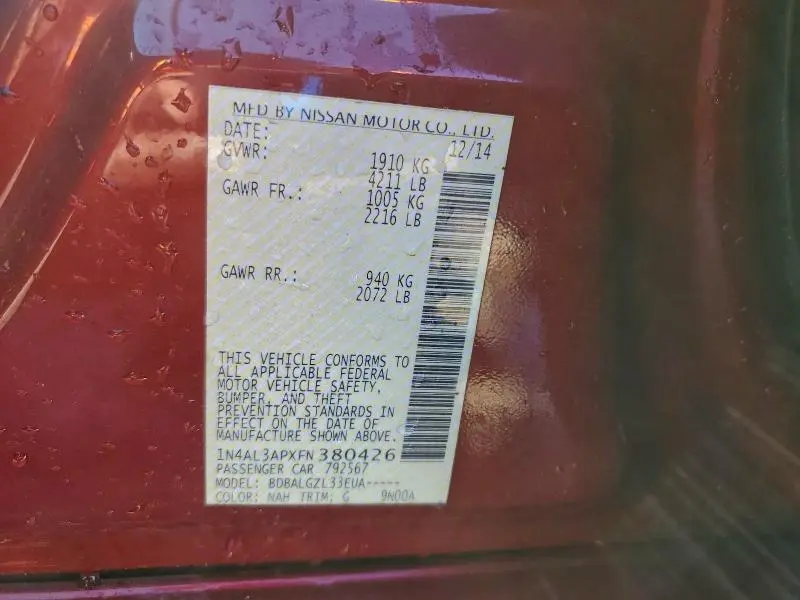 MFD BY NISSAN MOTOR CO., LTD.
DATE: 12/14
GVWR: 1910 KG
4211 LB
GAWR FR.: 1005 KG
2216 LB
GAWR RR.: 940 KG
2072 LB
THIS VEHICLE CONFORMS TO
ALL APPLICABLE FEDERAL
MOTOR VEHICLE SAFETY,
BUMPER, AND THEFT
PREVENTION STANDARDS IN
EFFECT ON THE DATE OF
MANUFACTURE SHOWN ABOVE.
1N4AL3APXFN380426
PASSENGER CAR 792567
MODEL: BDBALGZL33EUA-----
COLOR: NAH TRIM: G 9N00A